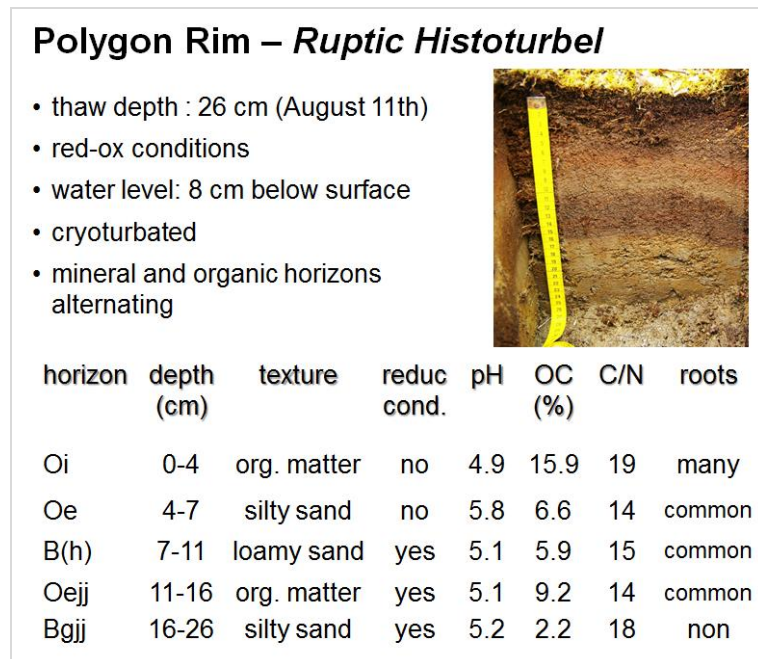 Polygon Rim – Ruptic Histoturbel
• thaw depth : 26 cm (August 11th)
• red-ox conditions
• water level: 8 cm below surface
• cryoturbated
• mineral and organic horizons
alternating
horizon depth texture reduc pH OC C/N roots
(cm) cond. (%)
Oi 0-4 org. matter no 4.9 15.9 19 many
Oe 4-7 silty sand no 5.8 6.6 14 common
B(h) 7-11 loamy sand yes 5.1 5.9 15 common
Oejj 11-16 org. matter yes 5.1 9.2 14 common
Bgjj 16-26 silty sand yes 5.2 2.2 18 non